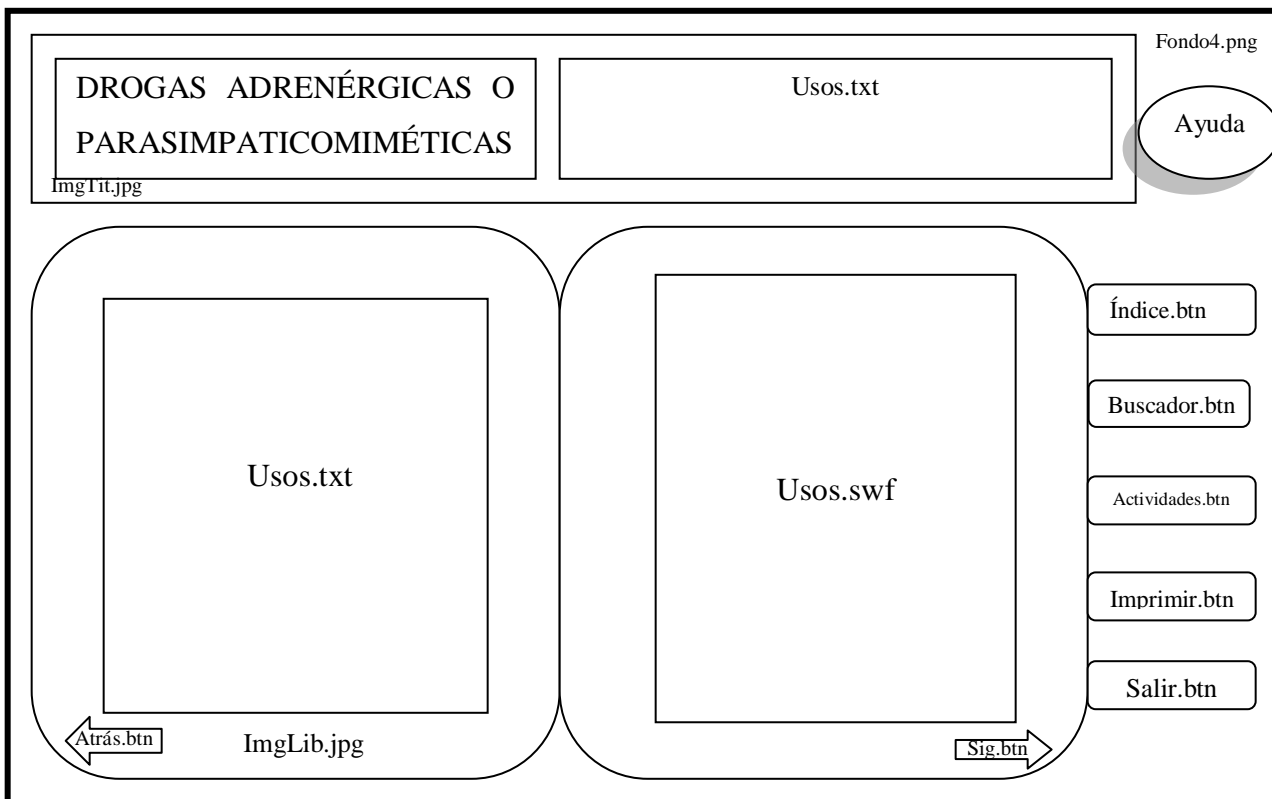 Fondo4.png
DROGAS ADRENÉRGICAS O
PARASIMPATICOMIMÉTICAS
Usos.txt
Ayuda
ImgTit.jpg
Índice.btn
Buscador.btn
Usos.txt
Usos.swf
Actividades.btn
Imprimir.btn
Salir.btn
Atrás.btn
ImgLib.jpg
Sig.btn